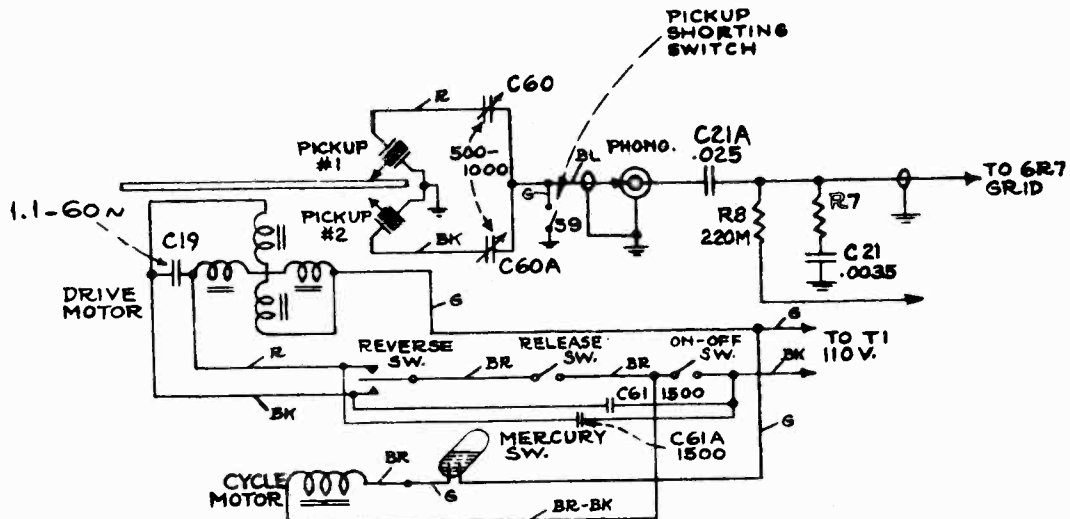 PICKUP
SHORTING
SWITCH
R
C60
PICKUP
#1
500-
1000
BL
PHONO.
C21A
.025
TO 6R7
GRID
G
S9
R8
220M
R7
C21
.0035
1.1-60~
C19
PICKUP
#2
BK
C60A
DRIVE
MOTOR
G
G
TO T1
110V.
BK
R
REVERSE
SW.
BR
RELEASE
SW.
BR
ON-OFF
SW.
BK
C61
1500
G
MERCURY
SW.
C61A
1500
CYCLE
MOTOR
BR
G
BR-BK